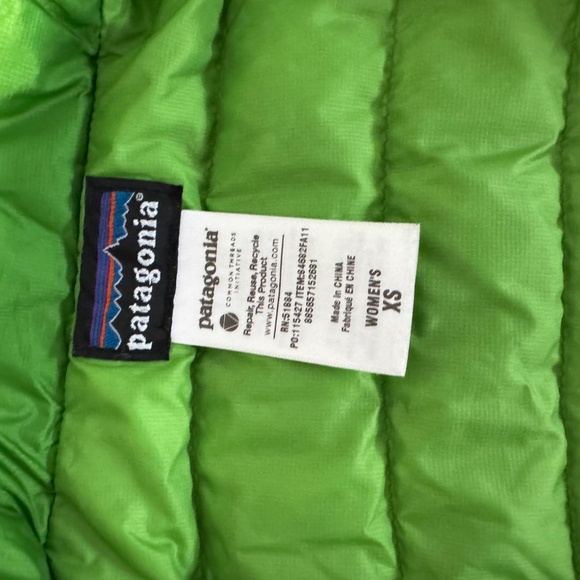 patagonia®
patagonia®
COMMON THREADS
INITIATIVE
Repair, Reuse, Recycle
This Product
www.patagonia.com
RN:51884
PO:115427 ITEM:84682FA11
885657152681
Made in CHINA
Fabriqué EN CHINE
WOMEN'S
XS